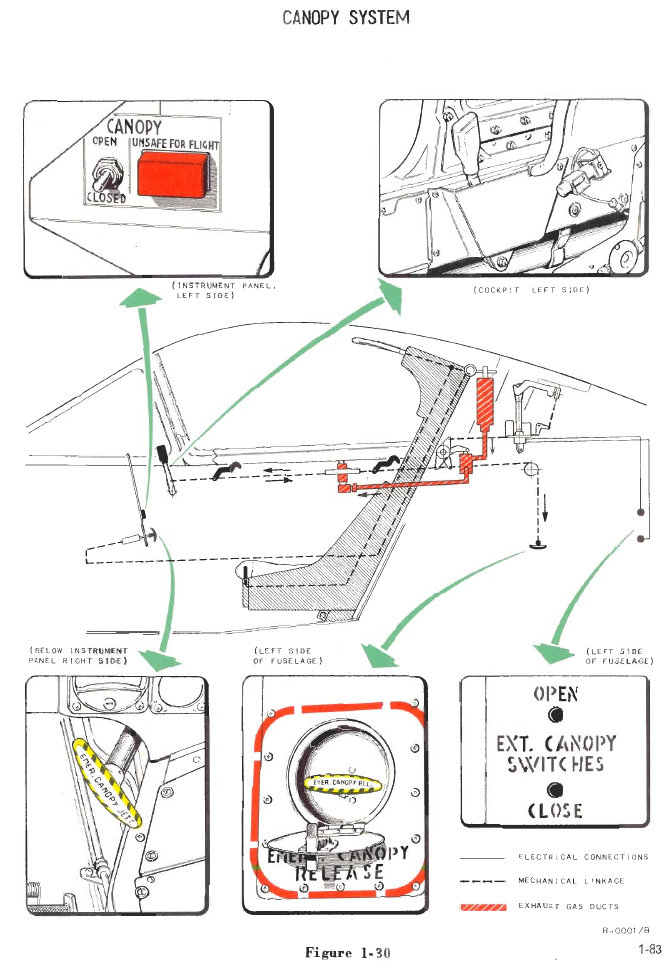 CANOPY SYSTEM
CANOPY
OPEN
UNSAFE FOR FLIGHT
CLOSED
(INSTRUMENT PANEL,
LEFT SIDE)
(COCKPIT LEFT SIDE)
(BELOW INSTRUMENT
PANEL RIGHT SIDE)
(LEFT SIDE
OF FUSELAGE)
(LEFT SIDE
OF FUSELAGE)
EMER. CANOPY JETT.
EMER. CANOPY REL.
EMER. CANOPY
RELEASE
OPEN
EXT. CANOPY
SWITCHES
CLOSE
ELECTRICAL CONNECTIONS
MECHANICAL LINKAGE
EXHAUST GAS DUCTS
R-0001/B
Figure 1-30
1-83